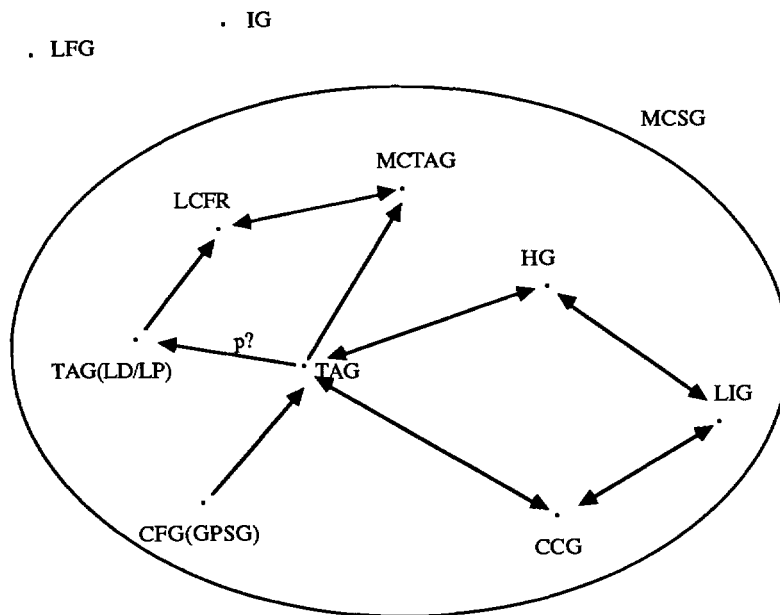 IG
LFG
MCSG
MCTAG
LCFR
HG
p?
TAG(LD/LP)
TAG
LIG
CFG(GPSG)
CCG